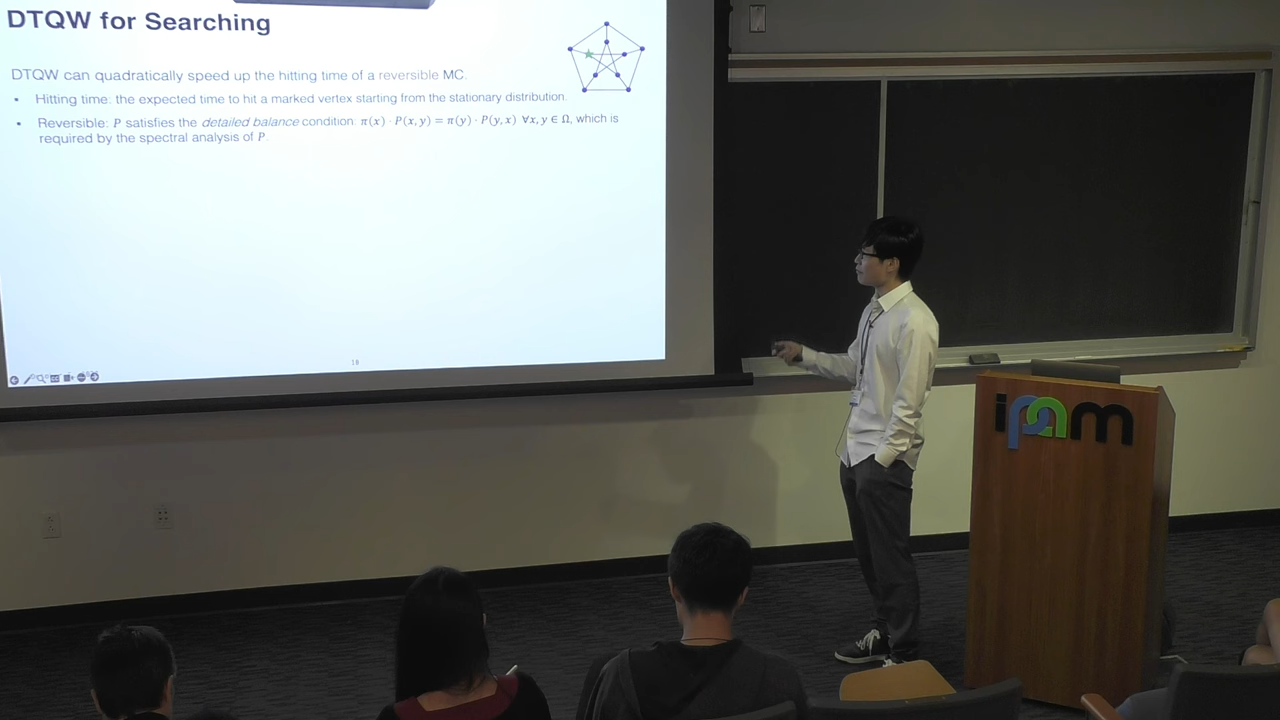 DTQW for Searching
DTQW can quadratically speed up the hitting time of a reversible MC.
• Hitting time: the expected time to hit a marked vertex starting from the stationary distribution.
• Reversible: P satisfies the detailed balance condition: π(x) · P(x, y) = π(y) · P(y, x) ∀x, y ∈ Ω, which is
required by the spectral analysis of P.
18
ipam